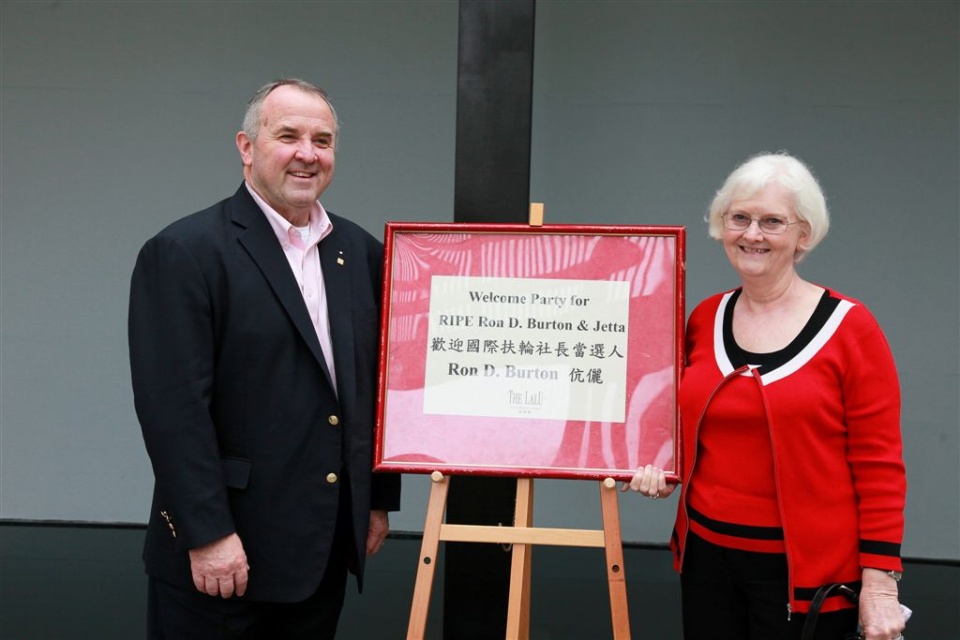 Welcome Party for
RIPE Ron D. Burton & Jetta
歡迎國際扶輪社長當選人
Ron D. Burton 伉儷
THE LALU